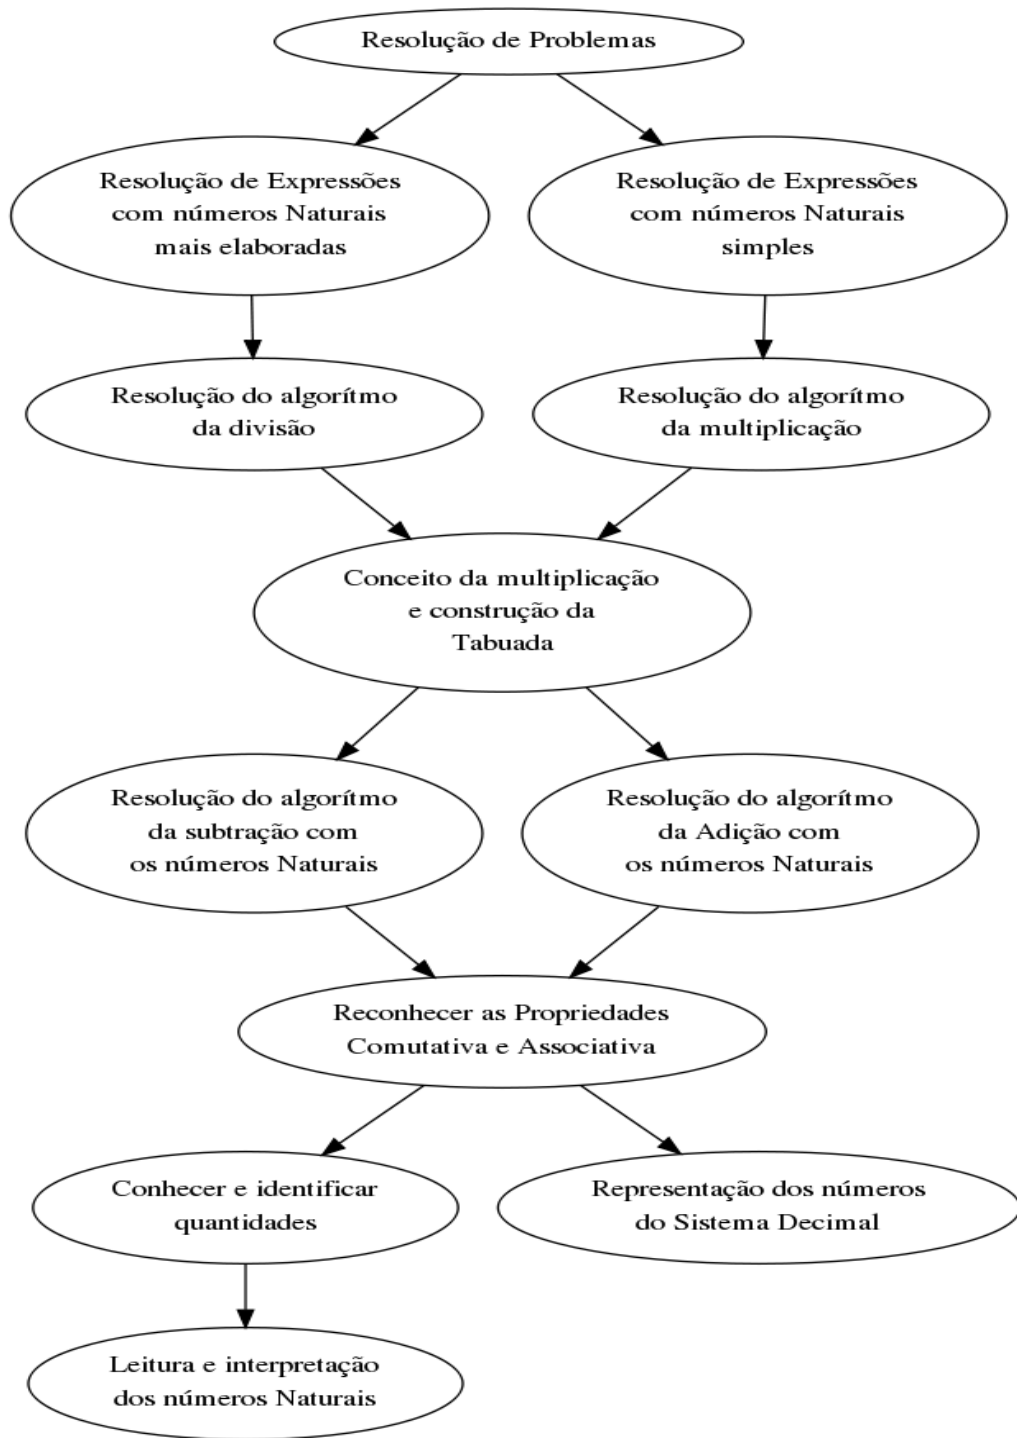 Resolução de Problemas
Resolução de Expressões
com números Naturais
mais elaboradas
Resolução de Expressões
com números Naturais
simples
Resolução do algorítmo
da divisão
Resolução do algorítmo
da multiplicação
Conceito da multiplicação
e construção da
Tabuada
Resolução do algorítmo
da subtração com
os números Naturais
Resolução do algorítmo
da Adição com
os números Naturais
Reconhecer as Propriedades
Comutativa e Associativa
Conhecer e identificar
quantidades
Representação dos números
do Sistema Decimal
Leitura e interpretação
dos números Naturais